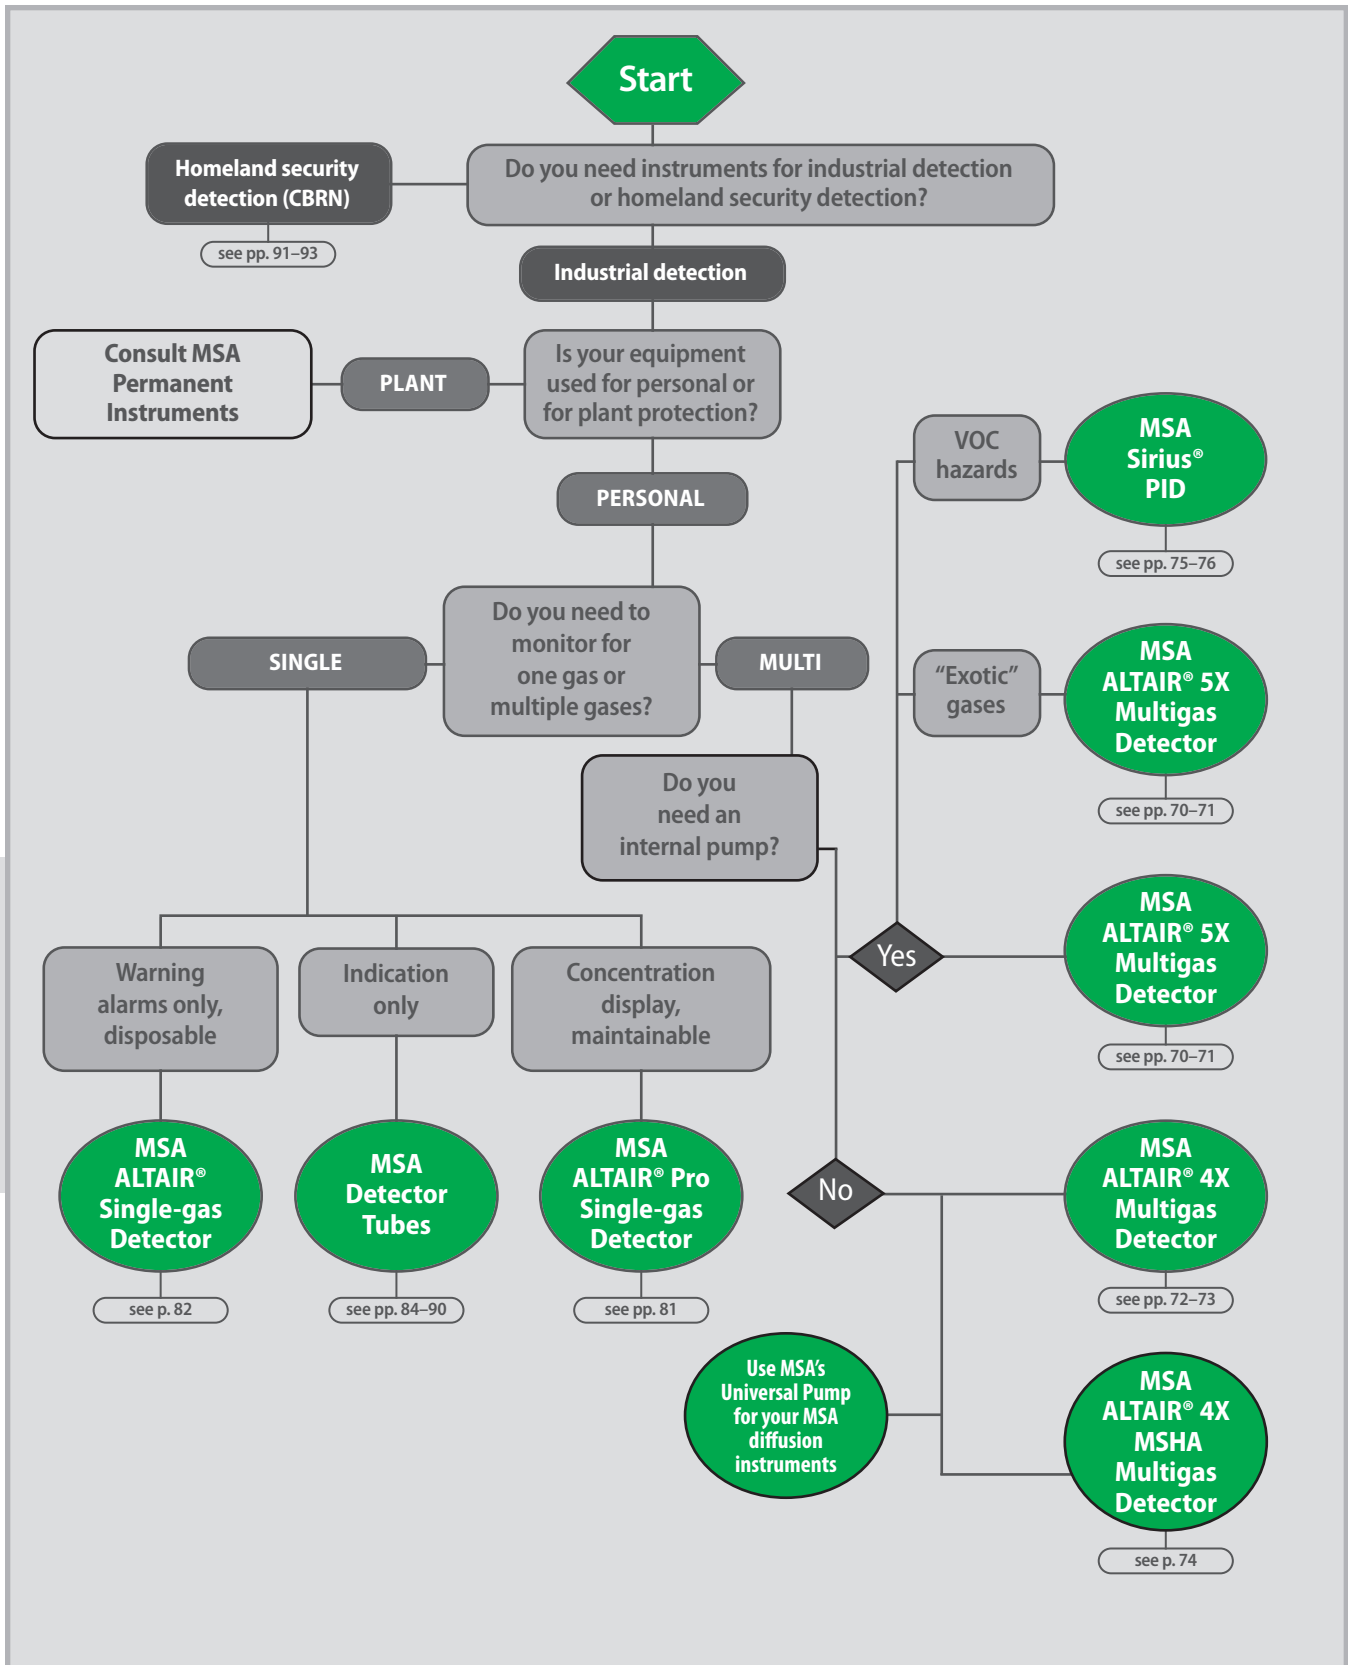 Start
Do you need instruments for industrial detection
or homeland security detection?
Homeland security
detection (CBRN)
see pp. 91–93
Industrial detection
Is your equipment
used for personal or
for plant protection?
PLANT
Consult MSA
Permanent
Instruments
PERSONAL
Do you need to
monitor for
one gas or
multiple gases?
SINGLE
MULTI
Do you
need an
internal pump?
VOC
hazards
MSA
Sirius®
PID
see pp. 75–76
“Exotic”
gases
MSA
ALTAIR® 5X
Multigas
Detector
see pp. 70–71
Yes
MSA
ALTAIR® 5X
Multigas
Detector
see pp. 70–71
Warning
alarms only,
disposable
Indication
only
Concentration
display,
maintainable
MSA
ALTAIR®
Single-gas
Detector
see p. 82
MSA
Detector
Tubes
see pp. 84–90
MSA
ALTAIR® Pro
Single-gas
Detector
see pp. 81
No
MSA
ALTAIR® 4X
Multigas
Detector
see pp. 72–73
Use MSA’s
Universal Pump
for your MSA
diffusion
instruments
MSA
ALTAIR® 4X
MSHA
Multigas
Detector
see p. 74